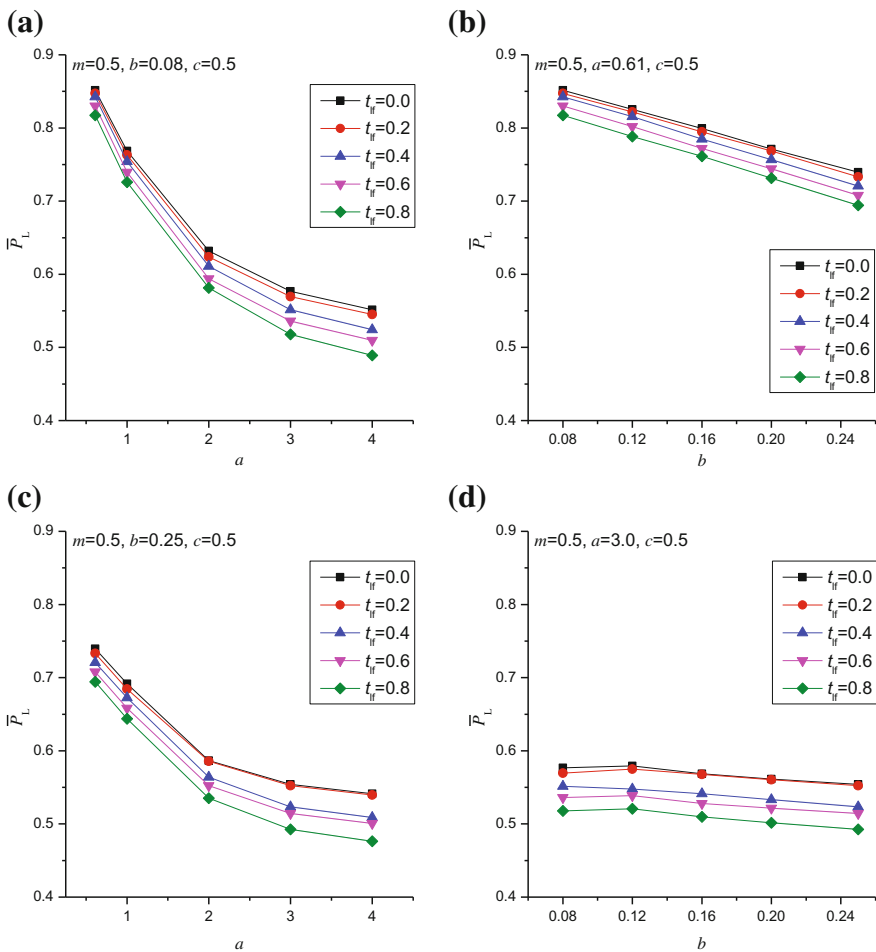 (a)
m=0.5, b=0.08, c=0.5
t_lf=0.0
t_lf=0.2
t_lf=0.4
t_lf=0.6
t_lf=0.8
0.9
0.8
0.7
0.6
0.5
0.4
P̅_L
1 2 3 4
a
(b)
m=0.5, a=0.61, c=0.5
t_lf=0.0
t_lf=0.2
t_lf=0.4
t_lf=0.6
t_lf=0.8
0.9
0.8
0.7
0.6
0.5
0.4
P̅_L
0.08 0.12 0.16 0.20 0.24
b
(c)
m=0.5, b=0.25, c=0.5
t_lf=0.0
t_lf=0.2
t_lf=0.4
t_lf=0.6
t_lf=0.8
0.9
0.8
0.7
0.6
0.5
0.4
P̅_L
1 2 3 4
a
(d)
m=0.5, a=3.0, c=0.5
t_lf=0.0
t_lf=0.2
t_lf=0.4
t_lf=0.6
t_lf=0.8
0.9
0.8
0.7
0.6
0.5
0.4
P̅_L
0.08 0.12 0.16 0.20 0.24
b